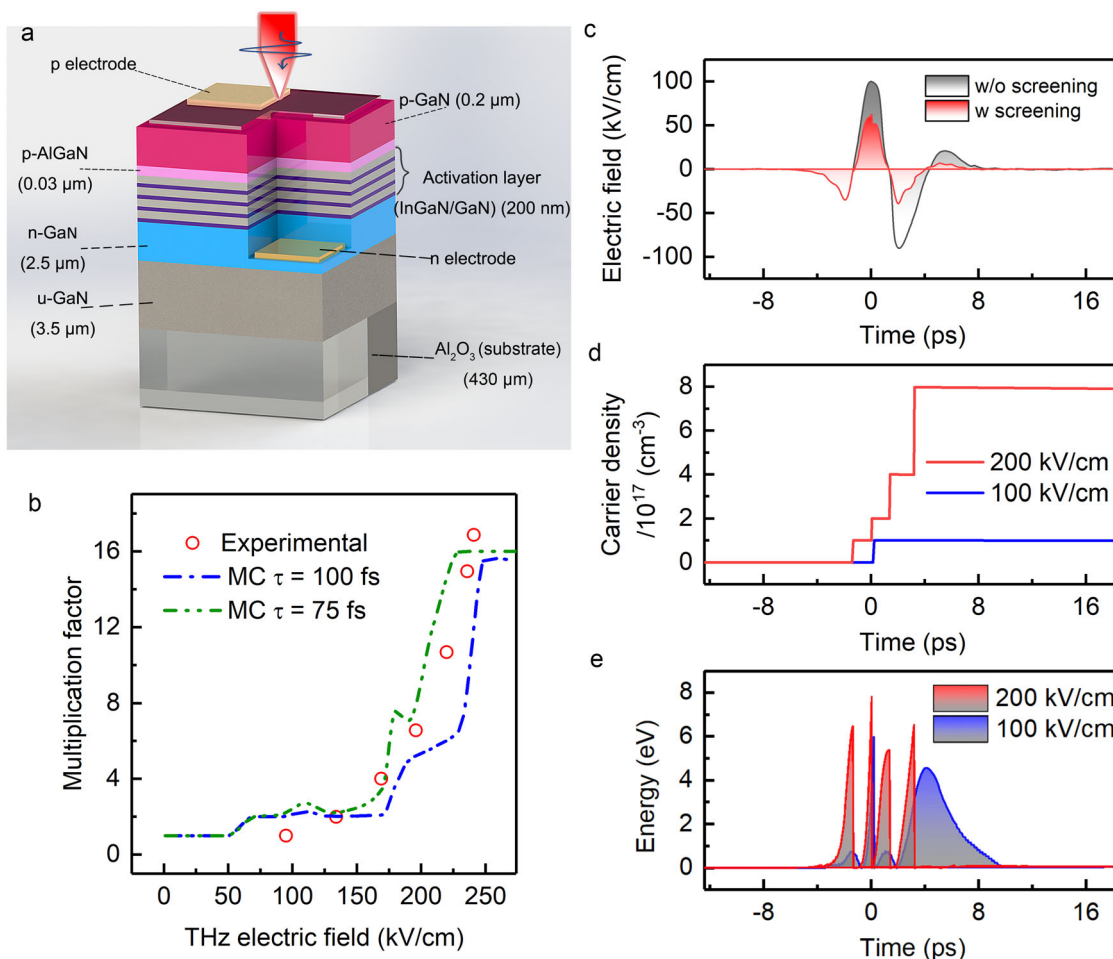 a
p electrode
p-GaN (0.2 μm)
p-AlGaN
(0.03 μm)
Activation layer
(InGaN/GaN) (200 nm)
n-GaN
(2.5 μm)
n electrode
u-GaN
(3.5 μm)
Al₂O₃ (substrate)
(430 μm)
b
Multiplication factor
16
12
8
4
0
Experimental
MC τ = 100 fs
MC τ = 75 fs
0 50 100 150 200 250
THz electric field (kV/cm)
c
Electric field (kV/cm)
100
50
0
-50
-100
w/o screening
w screening
-8 0 8 16
Time (ps)
d
Carrier density
/10¹⁷ (cm⁻³)
8
6
4
2
0
200 kV/cm
100 kV/cm
-8 0 8 16
Time (ps)
e
Energy (eV)
8
6
4
2
0
200 kV/cm
100 kV/cm
-8 0 8 16
Time (ps)